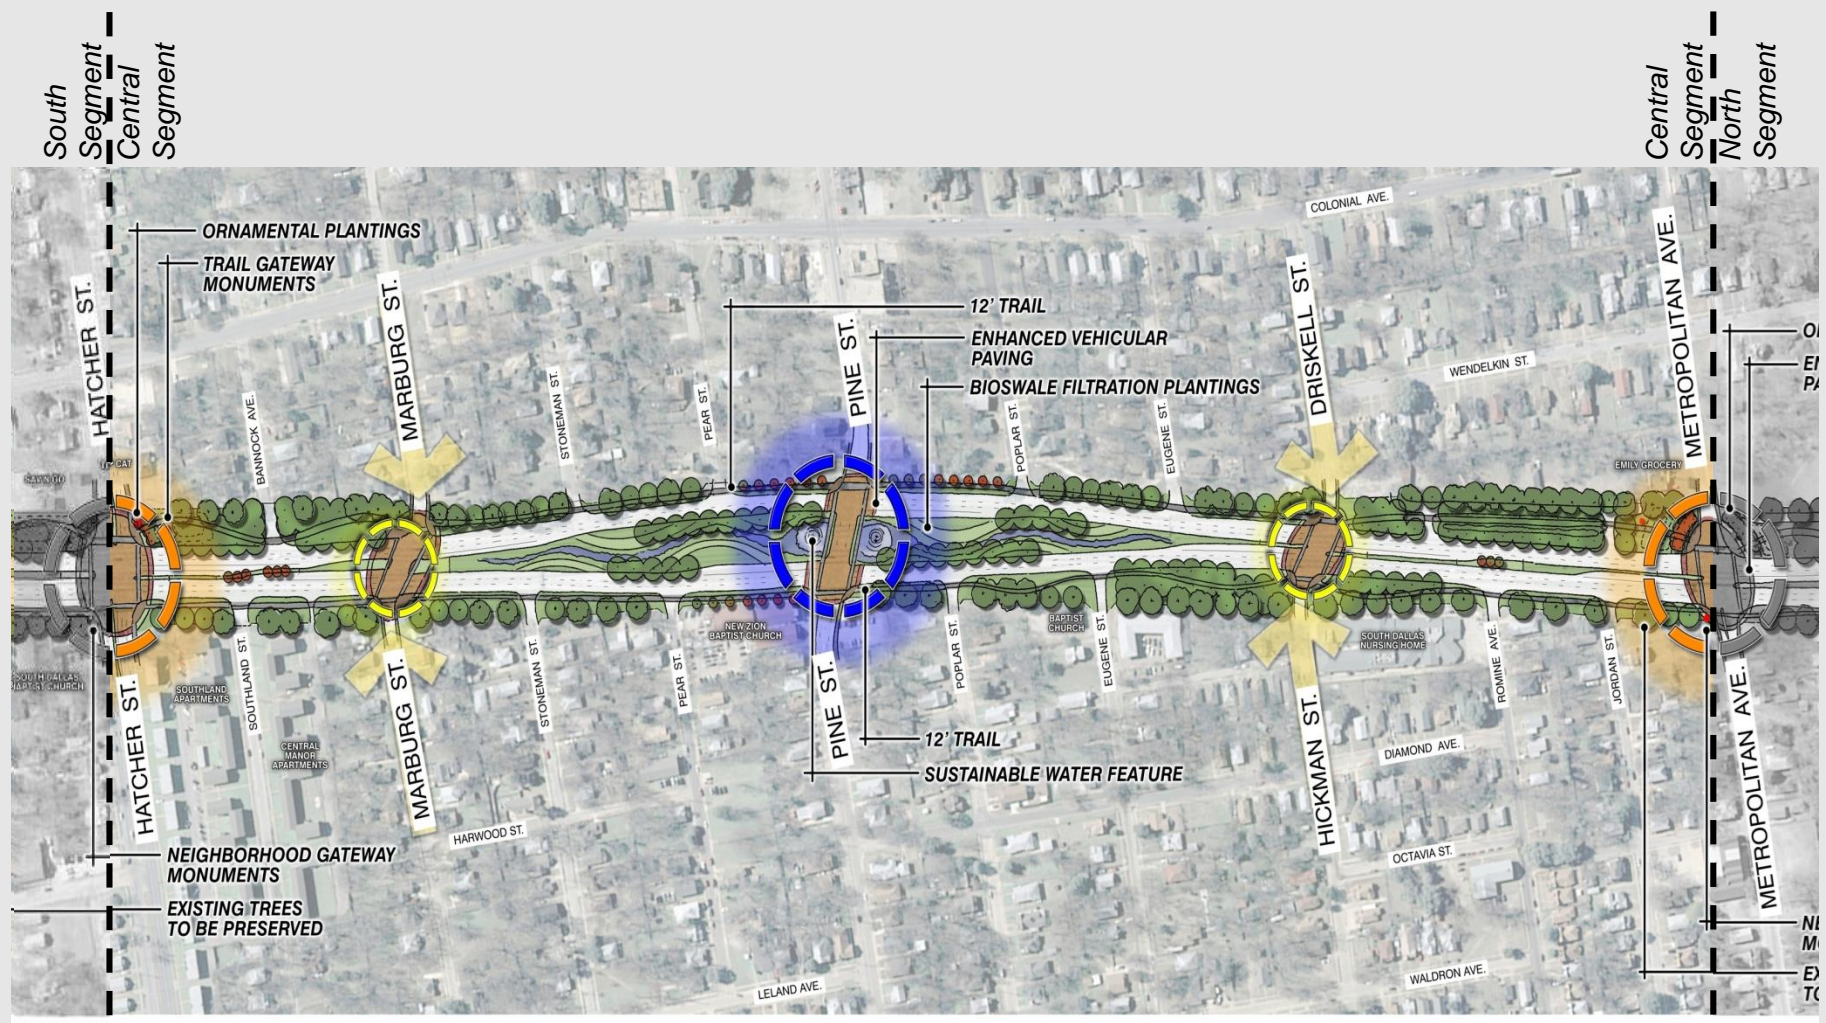 South
Segment
Central
Segment
Central
Segment
North
Segment
COLONIAL AVE.
ORNAMENTAL PLANTINGS
TRAIL GATEWAY
MONUMENTS
HATCHER ST.
MARBURG ST.
12' TRAIL
ENHANCED VEHICULAR
PAVING
BIOSWALE FILTRATION PLANTINGS
PINE ST.
DRISKELL ST.
WENDELKIN ST.
METROPOLITAN AVE.
BANNOCK AVE.
STONEMAN ST.
PEAR ST.
POPLAR ST.
EUGENE ST.
EMILY GROCERY
SOUTH DALLAS
BAPTIST CHURCH
SOUTHLAND
APARTMENTS
SOUTHLAND ST.
CENTRAL
MANOR
APARTMENTS
HATCHER ST.
MARBURG ST.
STONEMAN ST.
PEAR ST.
NEW ZION
BAPTIST CHURCH
PINE ST.
POPLAR ST.
BAPTIST
CHURCH
EUGENE ST.
HICKMAN ST.
SOUTH DALLAS
NURSING HOME
ROMINE AVE.
JORDAN ST.
METROPOLITAN AVE.
12' TRAIL
SUSTAINABLE WATER FEATURE
DIAMOND AVE.
HARWOOD ST.
OCTAVIA ST.
NEIGHBORHOOD GATEWAY
MONUMENTS
EXISTING TREES
TO BE PRESERVED
LELAND AVE.
WALDRON AVE.